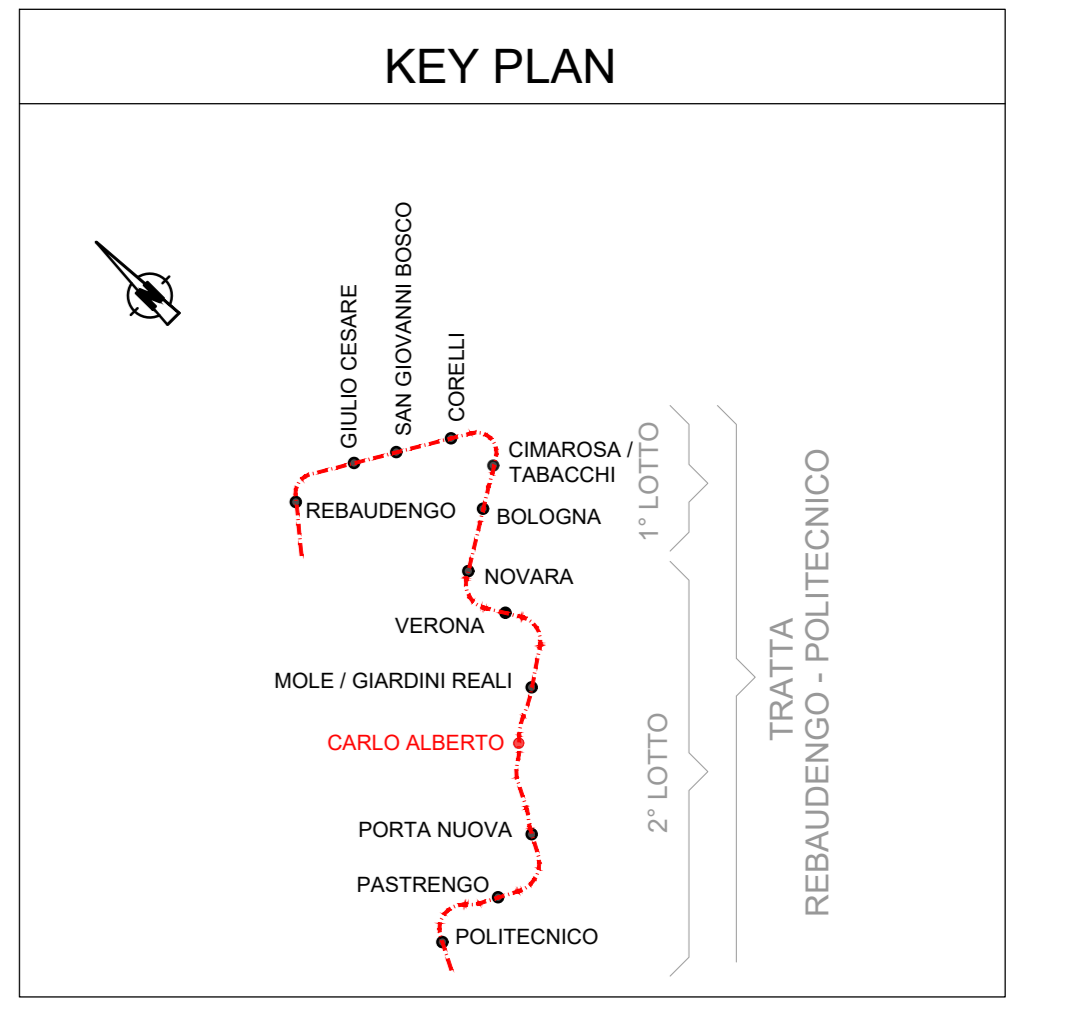 KEY PLAN
N
GIULIO CESARE
SAN GIOVANNI BOSCO
CORELLI
CIMAROSA /
TABACCHI
REBAUDENGO
BOLOGNA
NOVARA
VERONA
MOLE / GIARDINI REALI
CARLO ALBERTO
PORTA NUOVA
PASTRENGO
POLITECNICO
1° LOTTO
2° LOTTO
TRATTA
REBAUDENGO - POLITECNICO